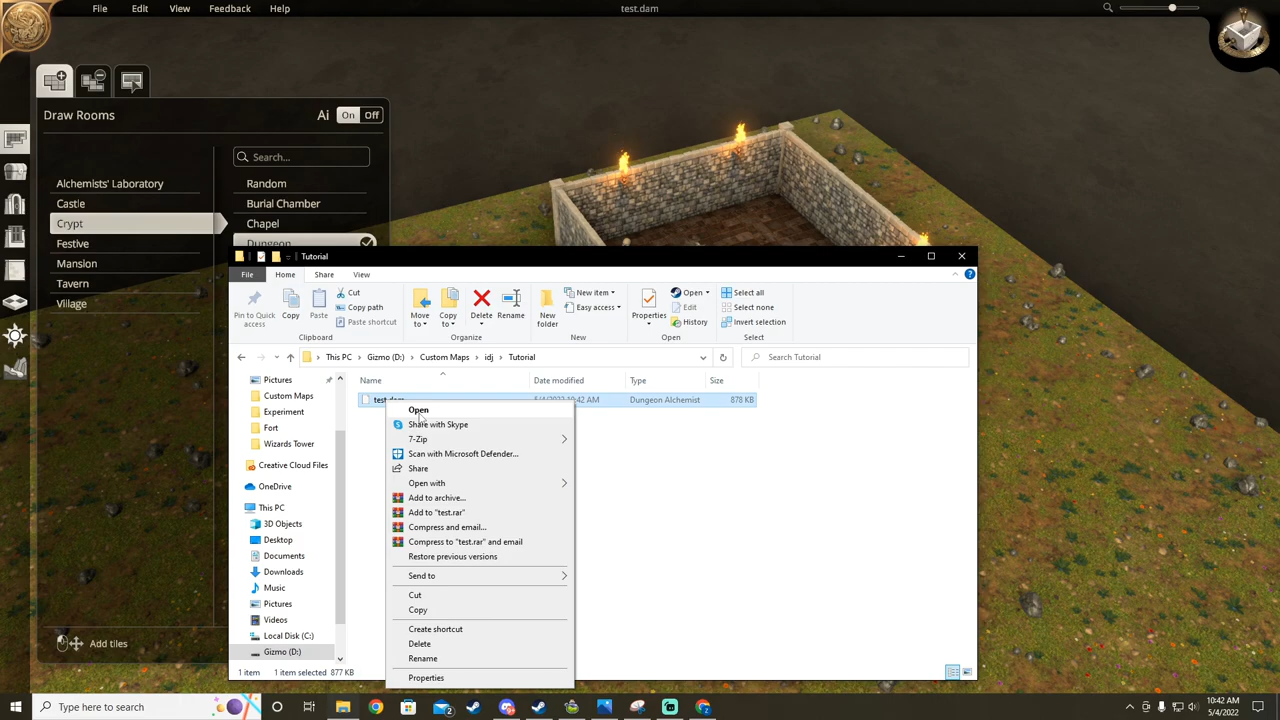 File Edit View Feedback Help test.dam
Draw Rooms Ai On Off
Search...
Alchemists' Laboratory
Castle
Crypt
Festive
Mansion
Tavern
Village
Random
Burial Chamber
Chapel
Dungeon
Add tiles
Tutorial
File Home Share View
Pin to Quick access
Copy
Paste
Cut
Copy path
Paste shortcut
Clipboard
Move to
Copy to
Delete
Rename
Organize
New folder
New item
Easy access
New
Properties
Open
Edit
History
Open
Select all
Select none
Invert selection
Select
This PC Gizmo (D:) Custom Maps idj Tutorial
Search Tutorial
Name Date modified Type Size
5/4/2022 10:42 AM Dungeon Alchemist 878 KB
Pictures
Custom Maps
Experiment
Fort
Wizards Tower
Creative Cloud Files
OneDrive
This PC
3D Objects
Desktop
Documents
Downloads
Music
Pictures
Videos
Local Disk (C:)
Gizmo (D:)
Open
Share with Skype
7-Zip
Scan with Microsoft Defender...
Share
Open with
Add to archive...
Add to "test.rar"
Compress and email...
Compress to "test.rar" and email
Restore previous versions
Send to
Cut
Copy
Create shortcut
Delete
Rename
Properties
1 item 1 item selected 877 KB
Type here to search
10:42 AM
5/4/2022